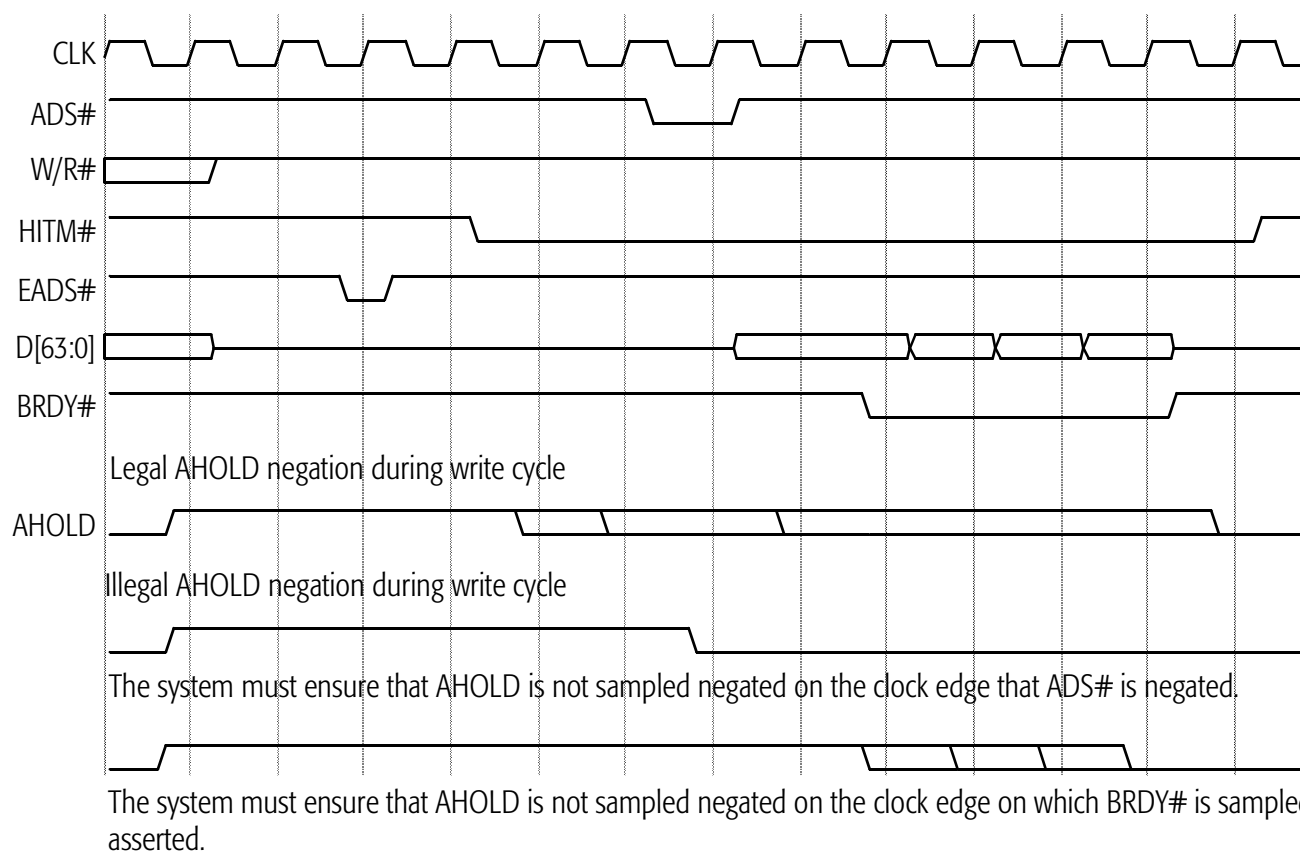 CLK
ADS#
W/R#
HITM#
EADS#
D[63:0]
BRDY#
Legal AHOLD negation during write cycle
AHOLD
Illegal AHOLD negation during write cycle
The system must ensure that AHOLD is not sampled negated on the clock edge that ADS# is negated.
The system must ensure that AHOLD is not sampled negated on the clock edge on which BRDY# is sample
asserted.